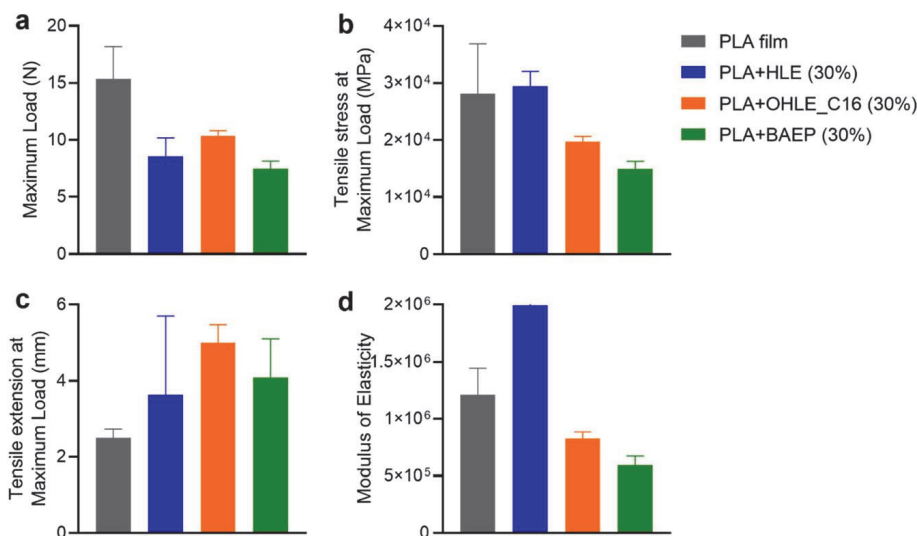 a
20
15
10
5
0
Maximum Load (N)
b
4×10⁴
3×10⁴
2×10⁴
1×10⁴
0
Tensile stress at
Maximum Load (MPa)
PLA film
PLA+HLE (30%)
PLA+OHLE_C16 (30%)
PLA+BAEP (30%)
c
6
4
2
0
Tensile extension at
Maximum Load (mm)
d
2×10⁶
1.5×10⁶
1×10⁶
5×10⁵
0
Modulus of Elasticity